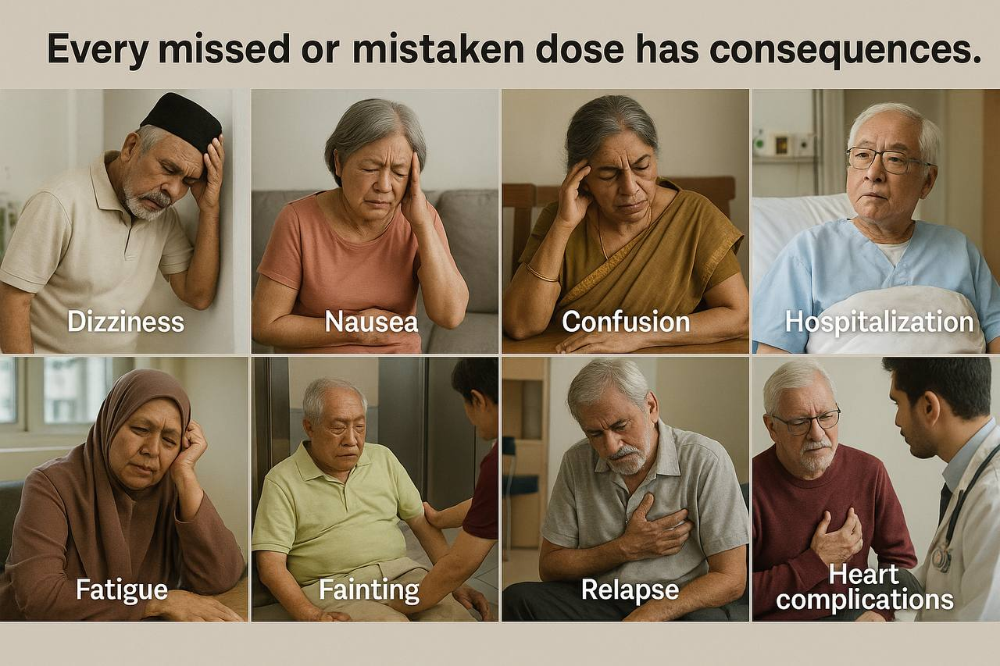 Every missed or mistaken dose has consequences.
Dizziness
Nausea
Confusion
Hospitalization
Fatigue
Fainting
Relapse
Heart
complications